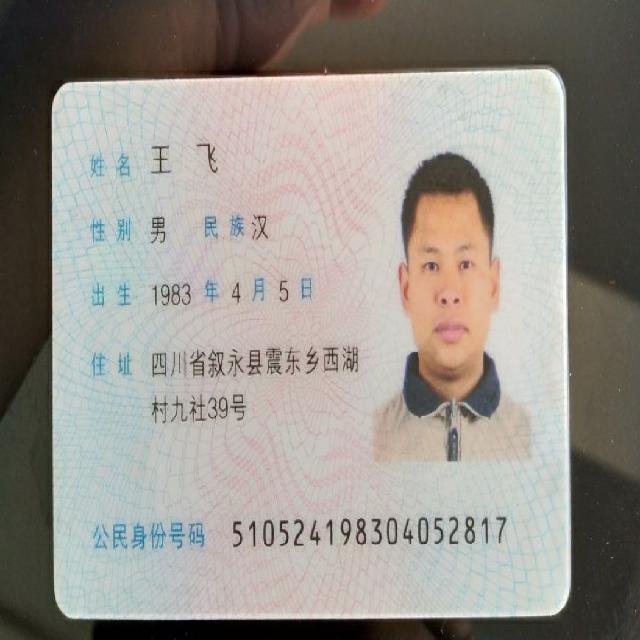 姓名 王飞
性别 男 民族 汉
出生 1983 年 4 月 5 日
住址 四川省叙永县震东乡西湖
村九社39号
公民身份号码 510524198304052817